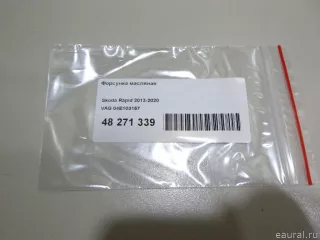 Форсунка масляная
Skoda Rapid 2013-2020
VAG 04E103157
48 271 339
eaural.ru